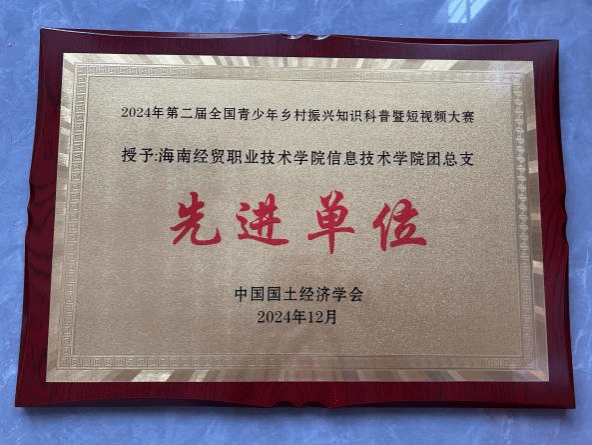 2024年第二届全国青少年乡村振兴知识科普暨短视频大赛
授予:海南经贸职业技术学院信息技术学院团总支
先进单位
中国国土经济学会
2024年12月